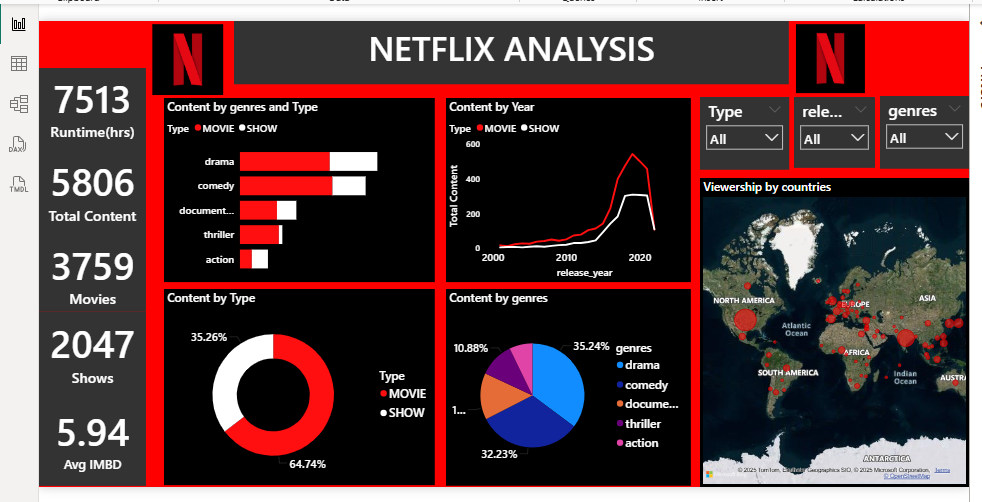 NETFLIX ANALYSIS
7513
Runtime(hrs)
5806
Total Content
3759
Movies
2047
Shows
5.94
Avg IMBD
Content by genres and Type
Type MOVIE SHOW
drama
comedy
document...
thriller
action
Content by Year
Type MOVIE SHOW
Total Content
600
400
200
0
2000
2010
2020
release_year
Type
All
rele...
All
genres
All
Content by Type
35.26%
64.74%
Type
MOVIE
SHOW
Content by genres
10.88%
35.24%
1...
32.23%
genres
drama
comedy
docume...
thriller
action
Viewership by countries
NORTH AMERICA
EUROPE
ASIA
Atlantic
Ocean
AFRICA
SOUTH AMERICA
Indian
Ocean
AUSTRA
ANTARCTICA
© 2025 TomTom, Earthstar Geographics SIO, © 2025 Microsoft Corporation, Terms
© OpenStreetMap
DAX
TMDL